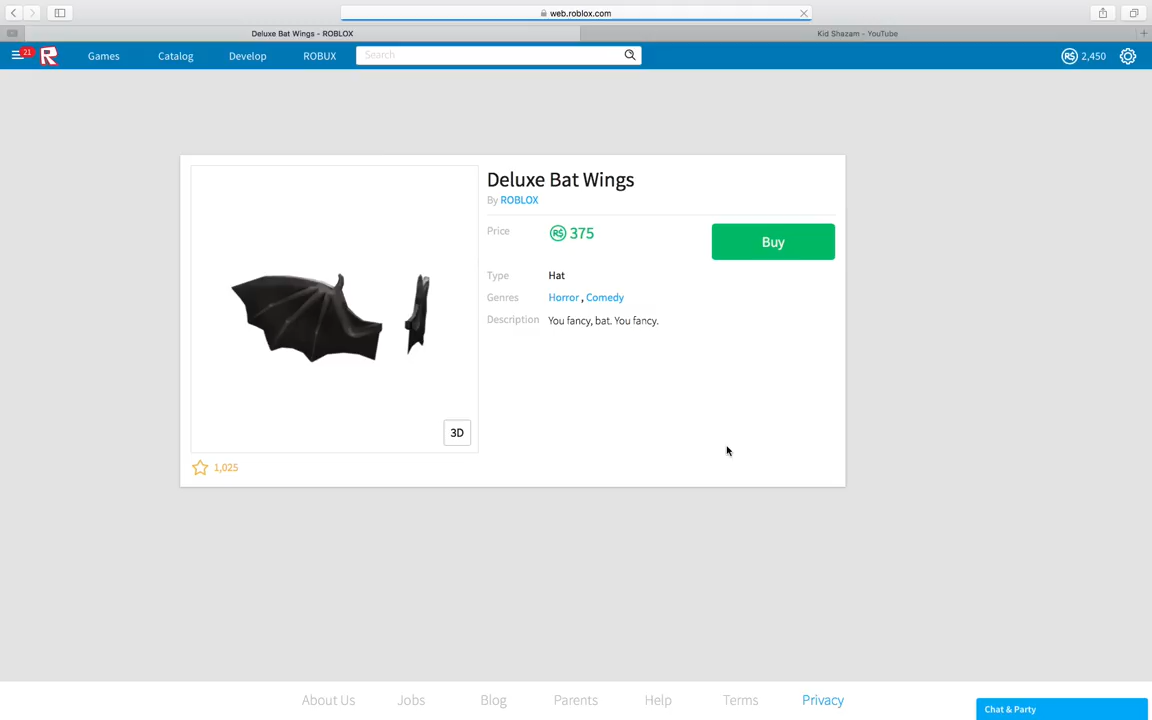 web.roblox.com
Deluxe Bat Wings - ROBLOX
Kid Shazam - YouTube
21
R
Games
Catalog
Develop
ROBUX
Search
R$ 2,450
Deluxe Bat Wings
By ROBLOX
Price R$ 375
Buy
Type Hat
Genres Horror , Comedy
Description You fancy, bat. You fancy.
3D
1,025
About Us
Jobs
Blog
Parents
Help
Terms
Privacy
Chat & Party